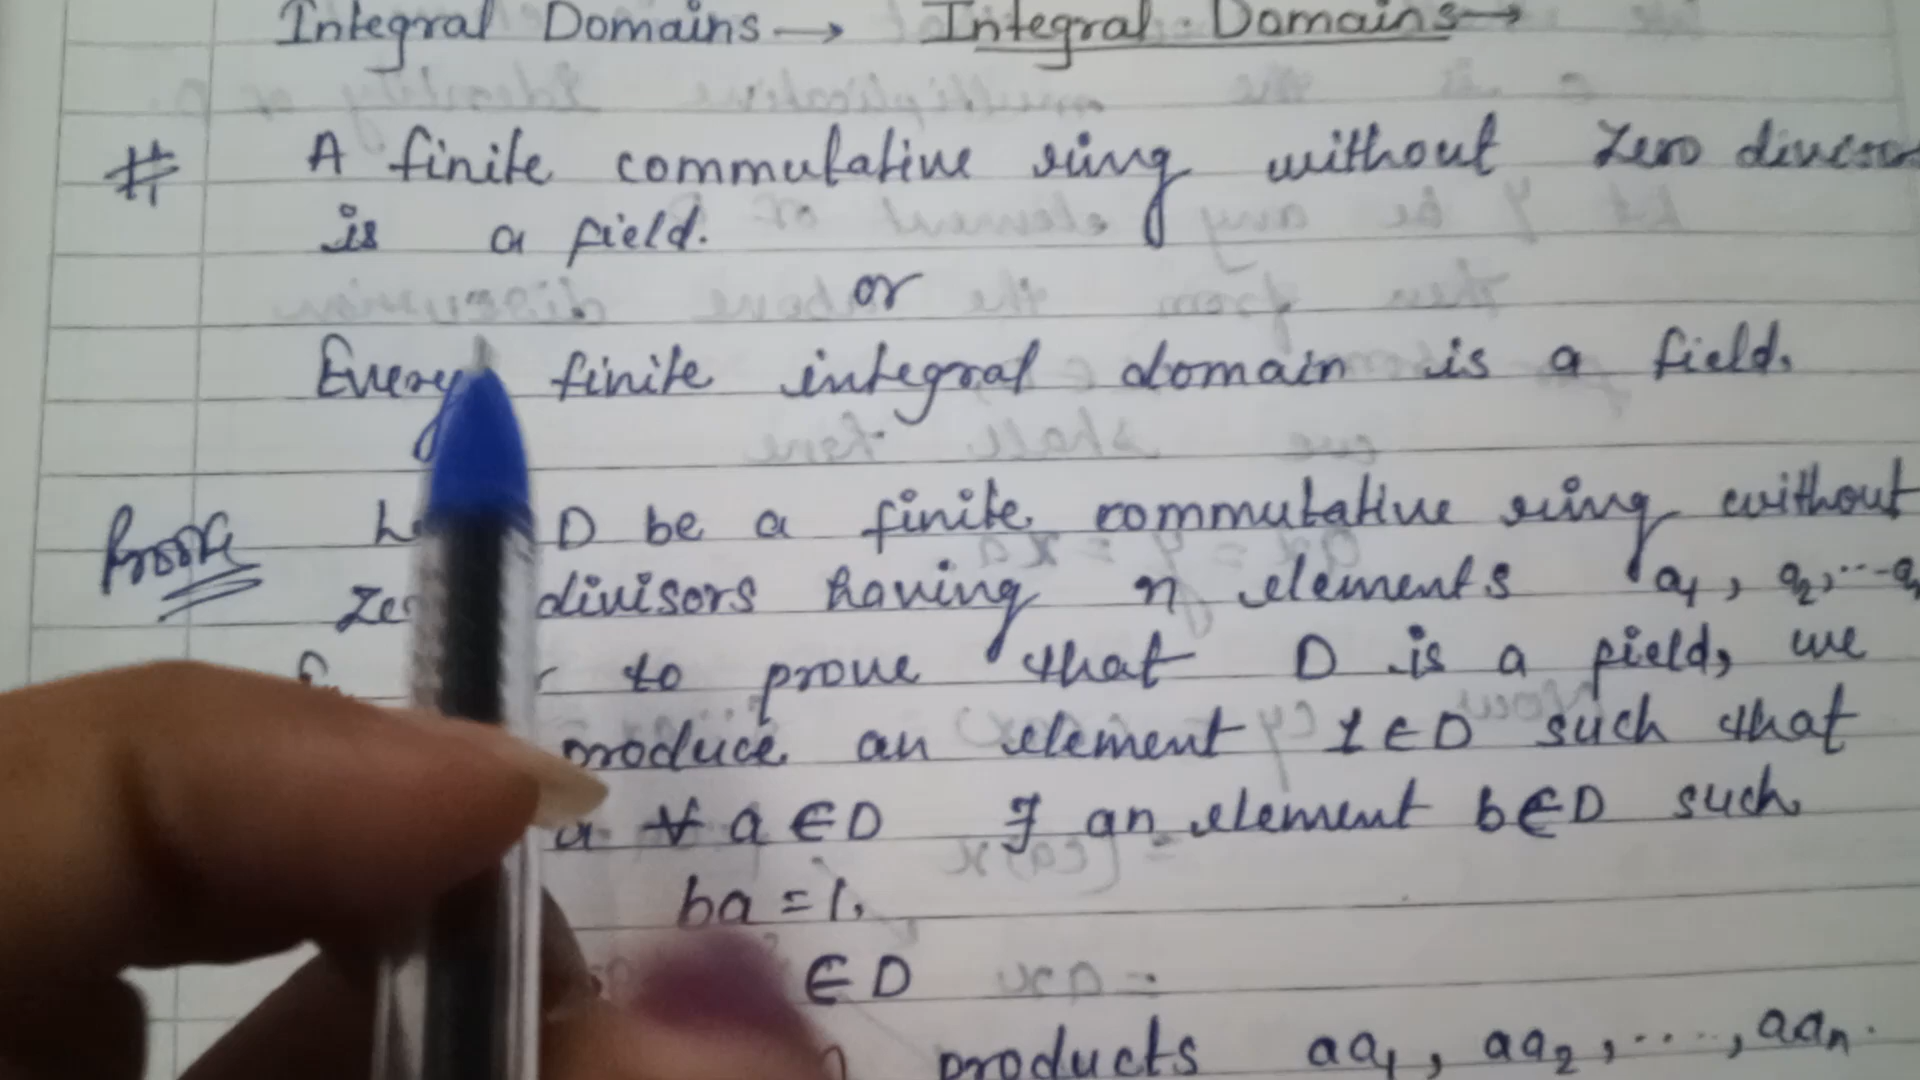 Integral Domains → Integral Domains →
# A finite commutative ring without zero
is a field.
or
Every finite integral domain is a field.
Proof D be a finite commutative ring without
divisors having n elements a1, a2, ...
to prove that D is a field, we
produce an element 1 ∈ D such that
a ∀ a ∈ D ∃ an element b ∈ D such
ba = 1.
∈ D
products aa1, aa2, ...., aan.